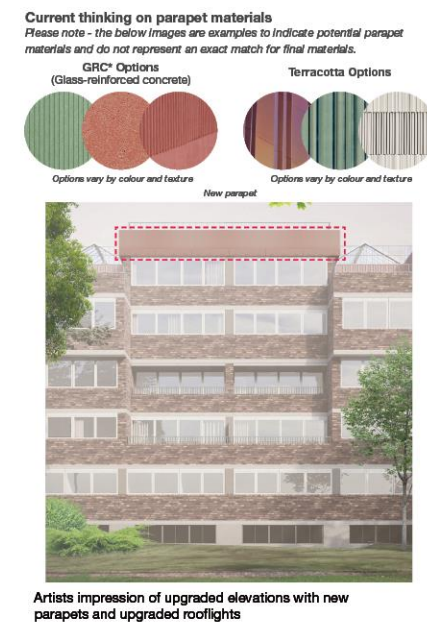 Current thinking on parapet materials
Please note - the below images are examples to indicate potential parapet
materials and do not represent an exact match for final materials.
GRC* Options
(Glass-reinforced concrete)
Terracotta Options
Options vary by colour and texture
Options vary by colour and texture
New parapet
Artists impression of upgraded elevations with new
parapets and upgraded rooflights